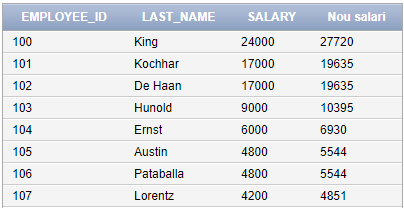 EMPLOYEE_ID LAST_NAME SALARY Nou salari
100 King 24000 27720
101 Kochhar 17000 19635
102 De Haan 17000 19635
103 Hunold 9000 10395
104 Ernst 6000 6930
105 Austin 4800 5544
106 Pataballa 4800 5544
107 Lorentz 4200 4851